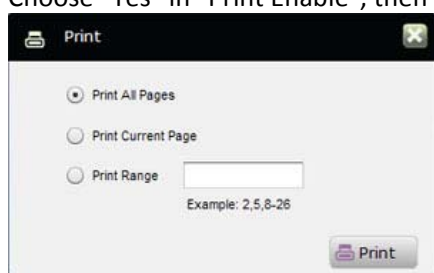 Choose "Yes" in "Print Enable", then
Print
Print All Pages
Print Current Page
Print Range
Example: 2,5,8-26
Print